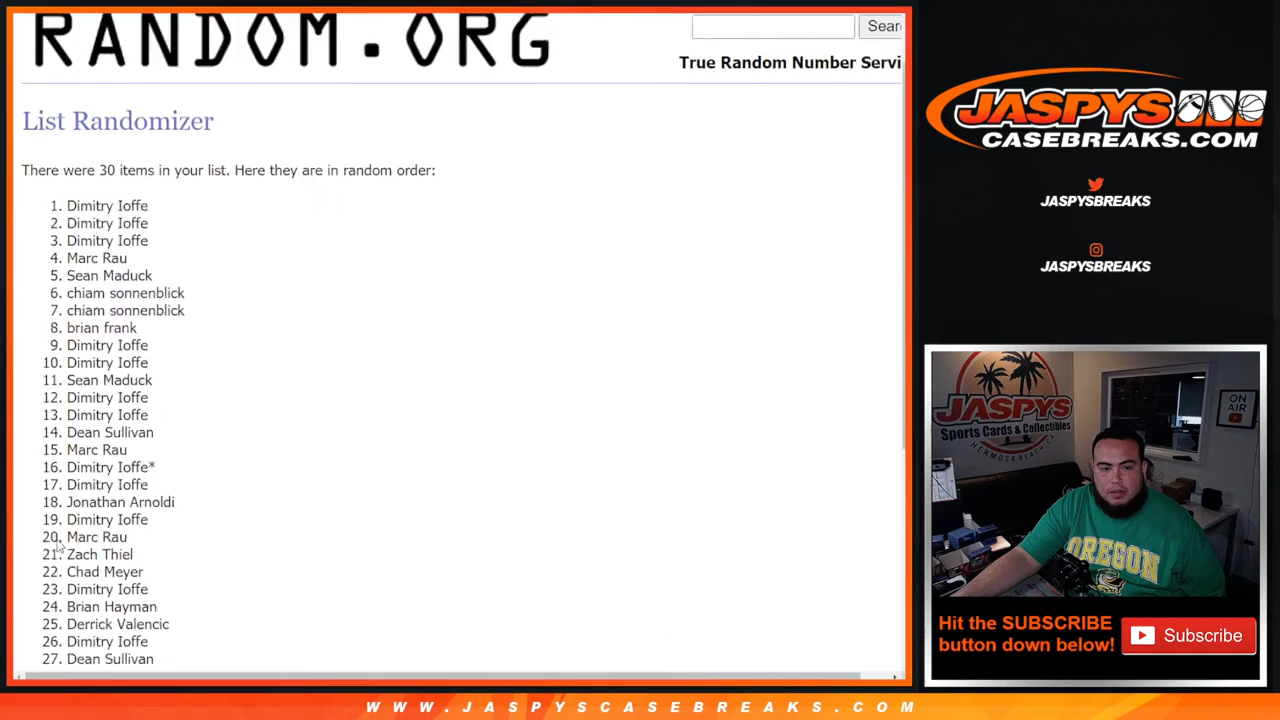 RANDOM.ORG
Sear
True Random Number Servi
List Randomizer
There were 30 items in your list. Here they are in random order:
1. Dimitry Ioffe
2. Dimitry Ioffe
3. Dimitry Ioffe
4. Marc Rau
5. Sean Maduck
6. chiam sonnenblick
7. chiam sonnenblick
8. brian frank
9. Dimitry Ioffe
10. Dimitry Ioffe
11. Sean Maduck
12. Dimitry Ioffe
13. Dimitry Ioffe
14. Dean Sullivan
15. Marc Rau
16. Dimitry Ioffe*
17. Dimitry Ioffe
18. Jonathan Arnoldi
19. Dimitry Ioffe
20. Marc Rau
21. Zach Thiel
22. Chad Meyer
23. Dimitry Ioffe
24. Brian Hayman
25. Derrick Valencic
26. Dimitry Ioffe
27. Dean Sullivan
JASPYS
CASEBREAKS.COM
JASPYSBREAKS
JASPYSBREAKS
JASPYS
Sports Cards & Collectibles
HERMOSA BEACH, CA
ON AIR
OREGON
Hit the SUBSCRIBE
button down below!
Subscribe
WWW.JASPYSCASEBREAKS.COM